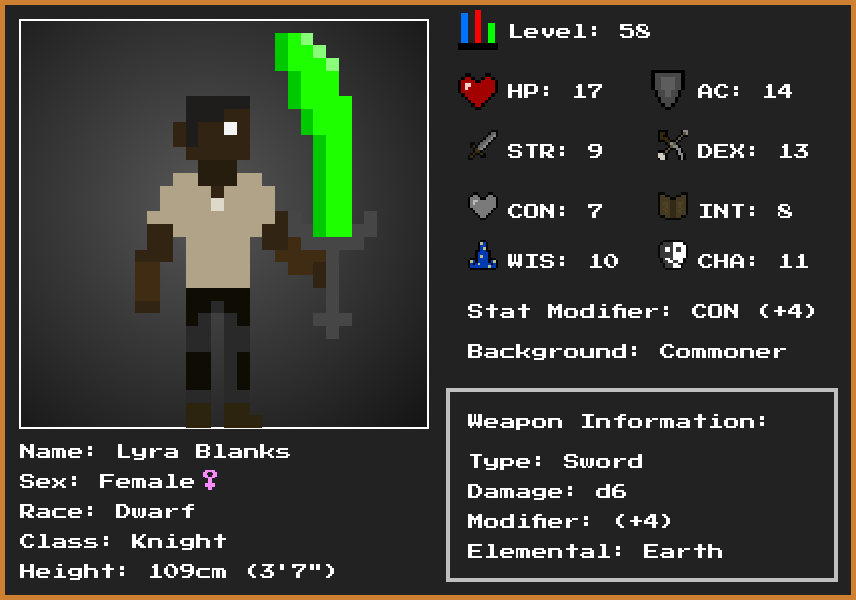 Level: 58
HP: 17
AC: 14
STR: 9
DEX: 13
CON: 7
INT: 8
WIS: 10
CHA: 11
Stat Modifier: CON (+4)
Background: Commoner
Weapon Information:
Type: Sword
Damage: d6
Modifier: (+4)
Elemental: Earth
Name: Lyra Blanks
Sex: Female♀
Race: Dwarf
Class: Knight
Height: 109cm (3'7")